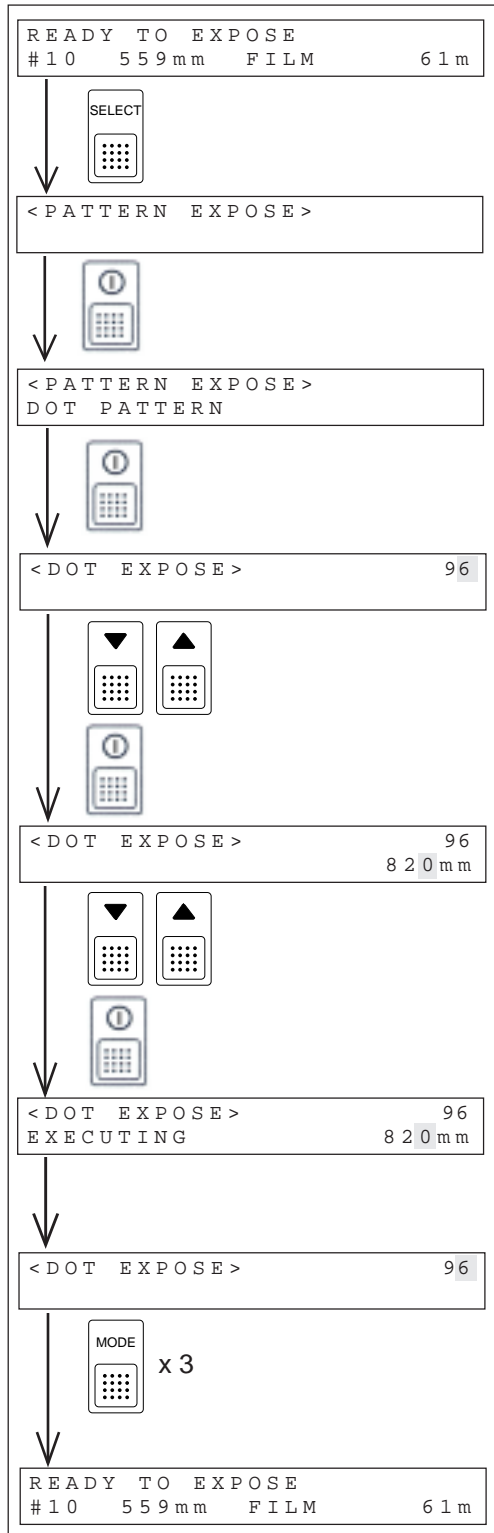 READY TO EXPOSE
#10 559mm FILM 61m
SELECT
<PATTERN EXPOSE>
<PATTERN EXPOSE>
DOT PATTERN
<DOT EXPOSE> 96
<DOT EXPOSE> 96
820mm
<DOT EXPOSE> 96
EXECUTING 820mm
<DOT EXPOSE> 96
MODE x 3
READY TO EXPOSE
#10 559mm FILM 61m